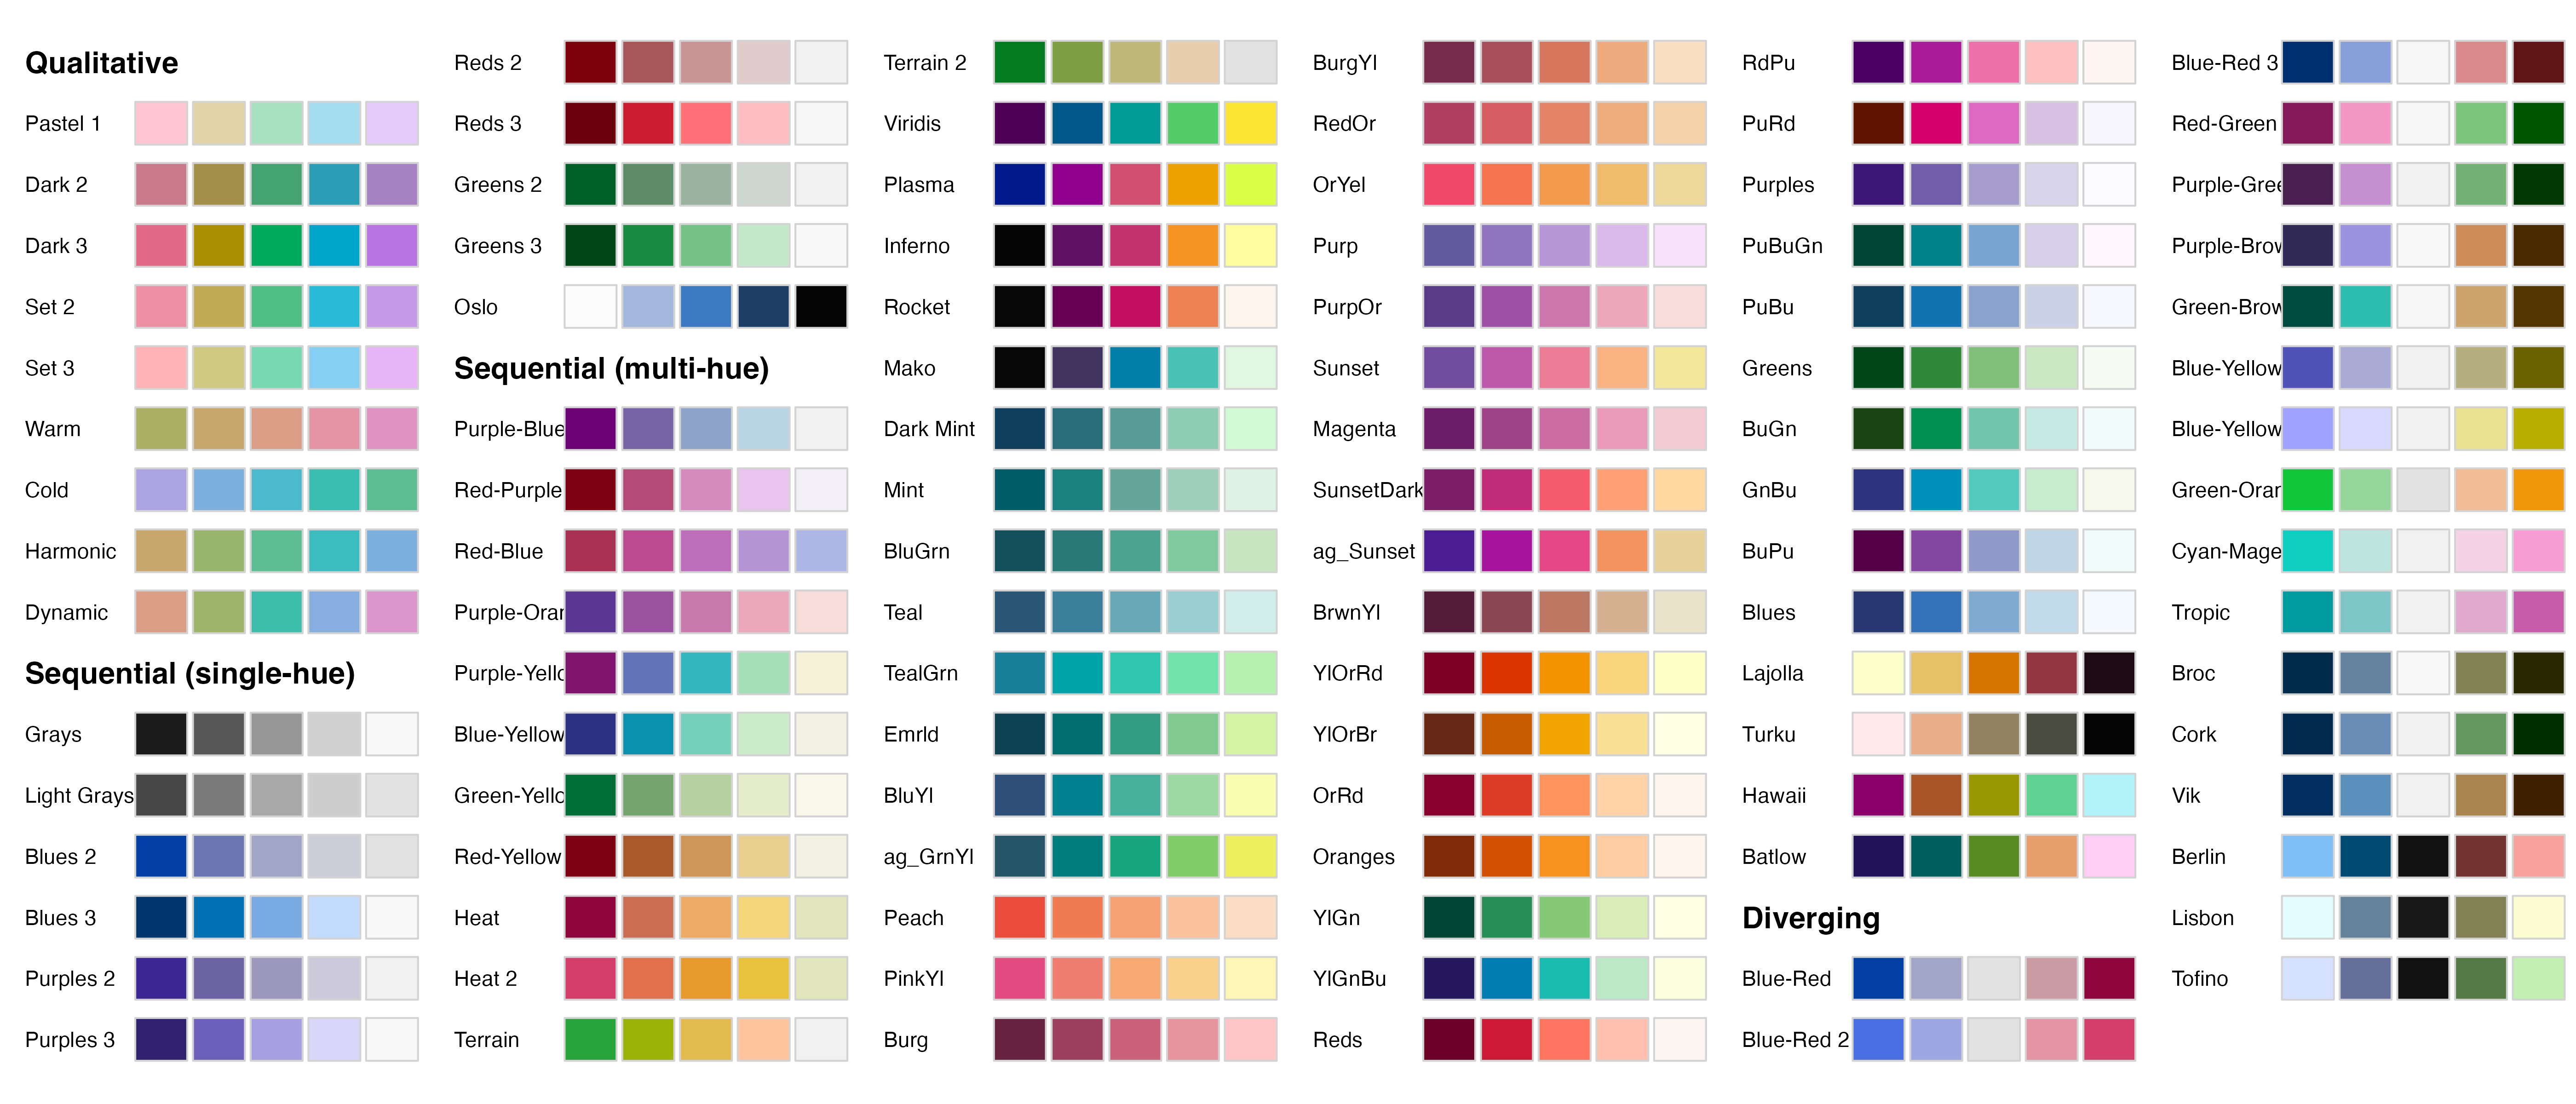 Qualitative
Pastel 1
Dark 2
Dark 3
Set 2
Set 3
Warm
Cold
Harmonic
Dynamic
Sequential (single-hue)
Grays
Light Grays
Blues 2
Blues 3
Purples 2
Purples 3
Reds 2
Reds 3
Greens 2
Greens 3
Oslo
Sequential (multi-hue)
Purple-Blue
Red-Purple
Red-Blue
Purple-Oran
Purple-Yello
Blue-Yellow
Green-Yello
Red-Yellow
Heat
Heat 2
Terrain
Terrain 2
Viridis
Plasma
Inferno
Rocket
Mako
Dark Mint
Mint
BluGrn
Teal
TealGrn
Emrld
BluYl
ag_GrnYl
Peach
PinkYl
Burg
BurgYl
RedOr
OrYel
Purp
PurpOr
Sunset
Magenta
SunsetDark
ag_Sunset
BrwnYl
YlOrRd
YlOrBr
OrRd
Oranges
YlGn
YlGnBu
Reds
RdPu
PuRd
Purples
PuBuGn
PuBu
Greens
BuGn
GnBu
BuPu
Blues
Lajolla
Turku
Hawaii
Batlow
Diverging
Blue-Red
Blue-Red 2
Blue-Red 3
Red-Green
Purple-Gree
Purple-Brow
Green-Brow
Blue-Yellow
Blue-Yellow
Green-Oran
Cyan-Mage
Tropic
Broc
Cork
Vik
Berlin
Lisbon
Tofino